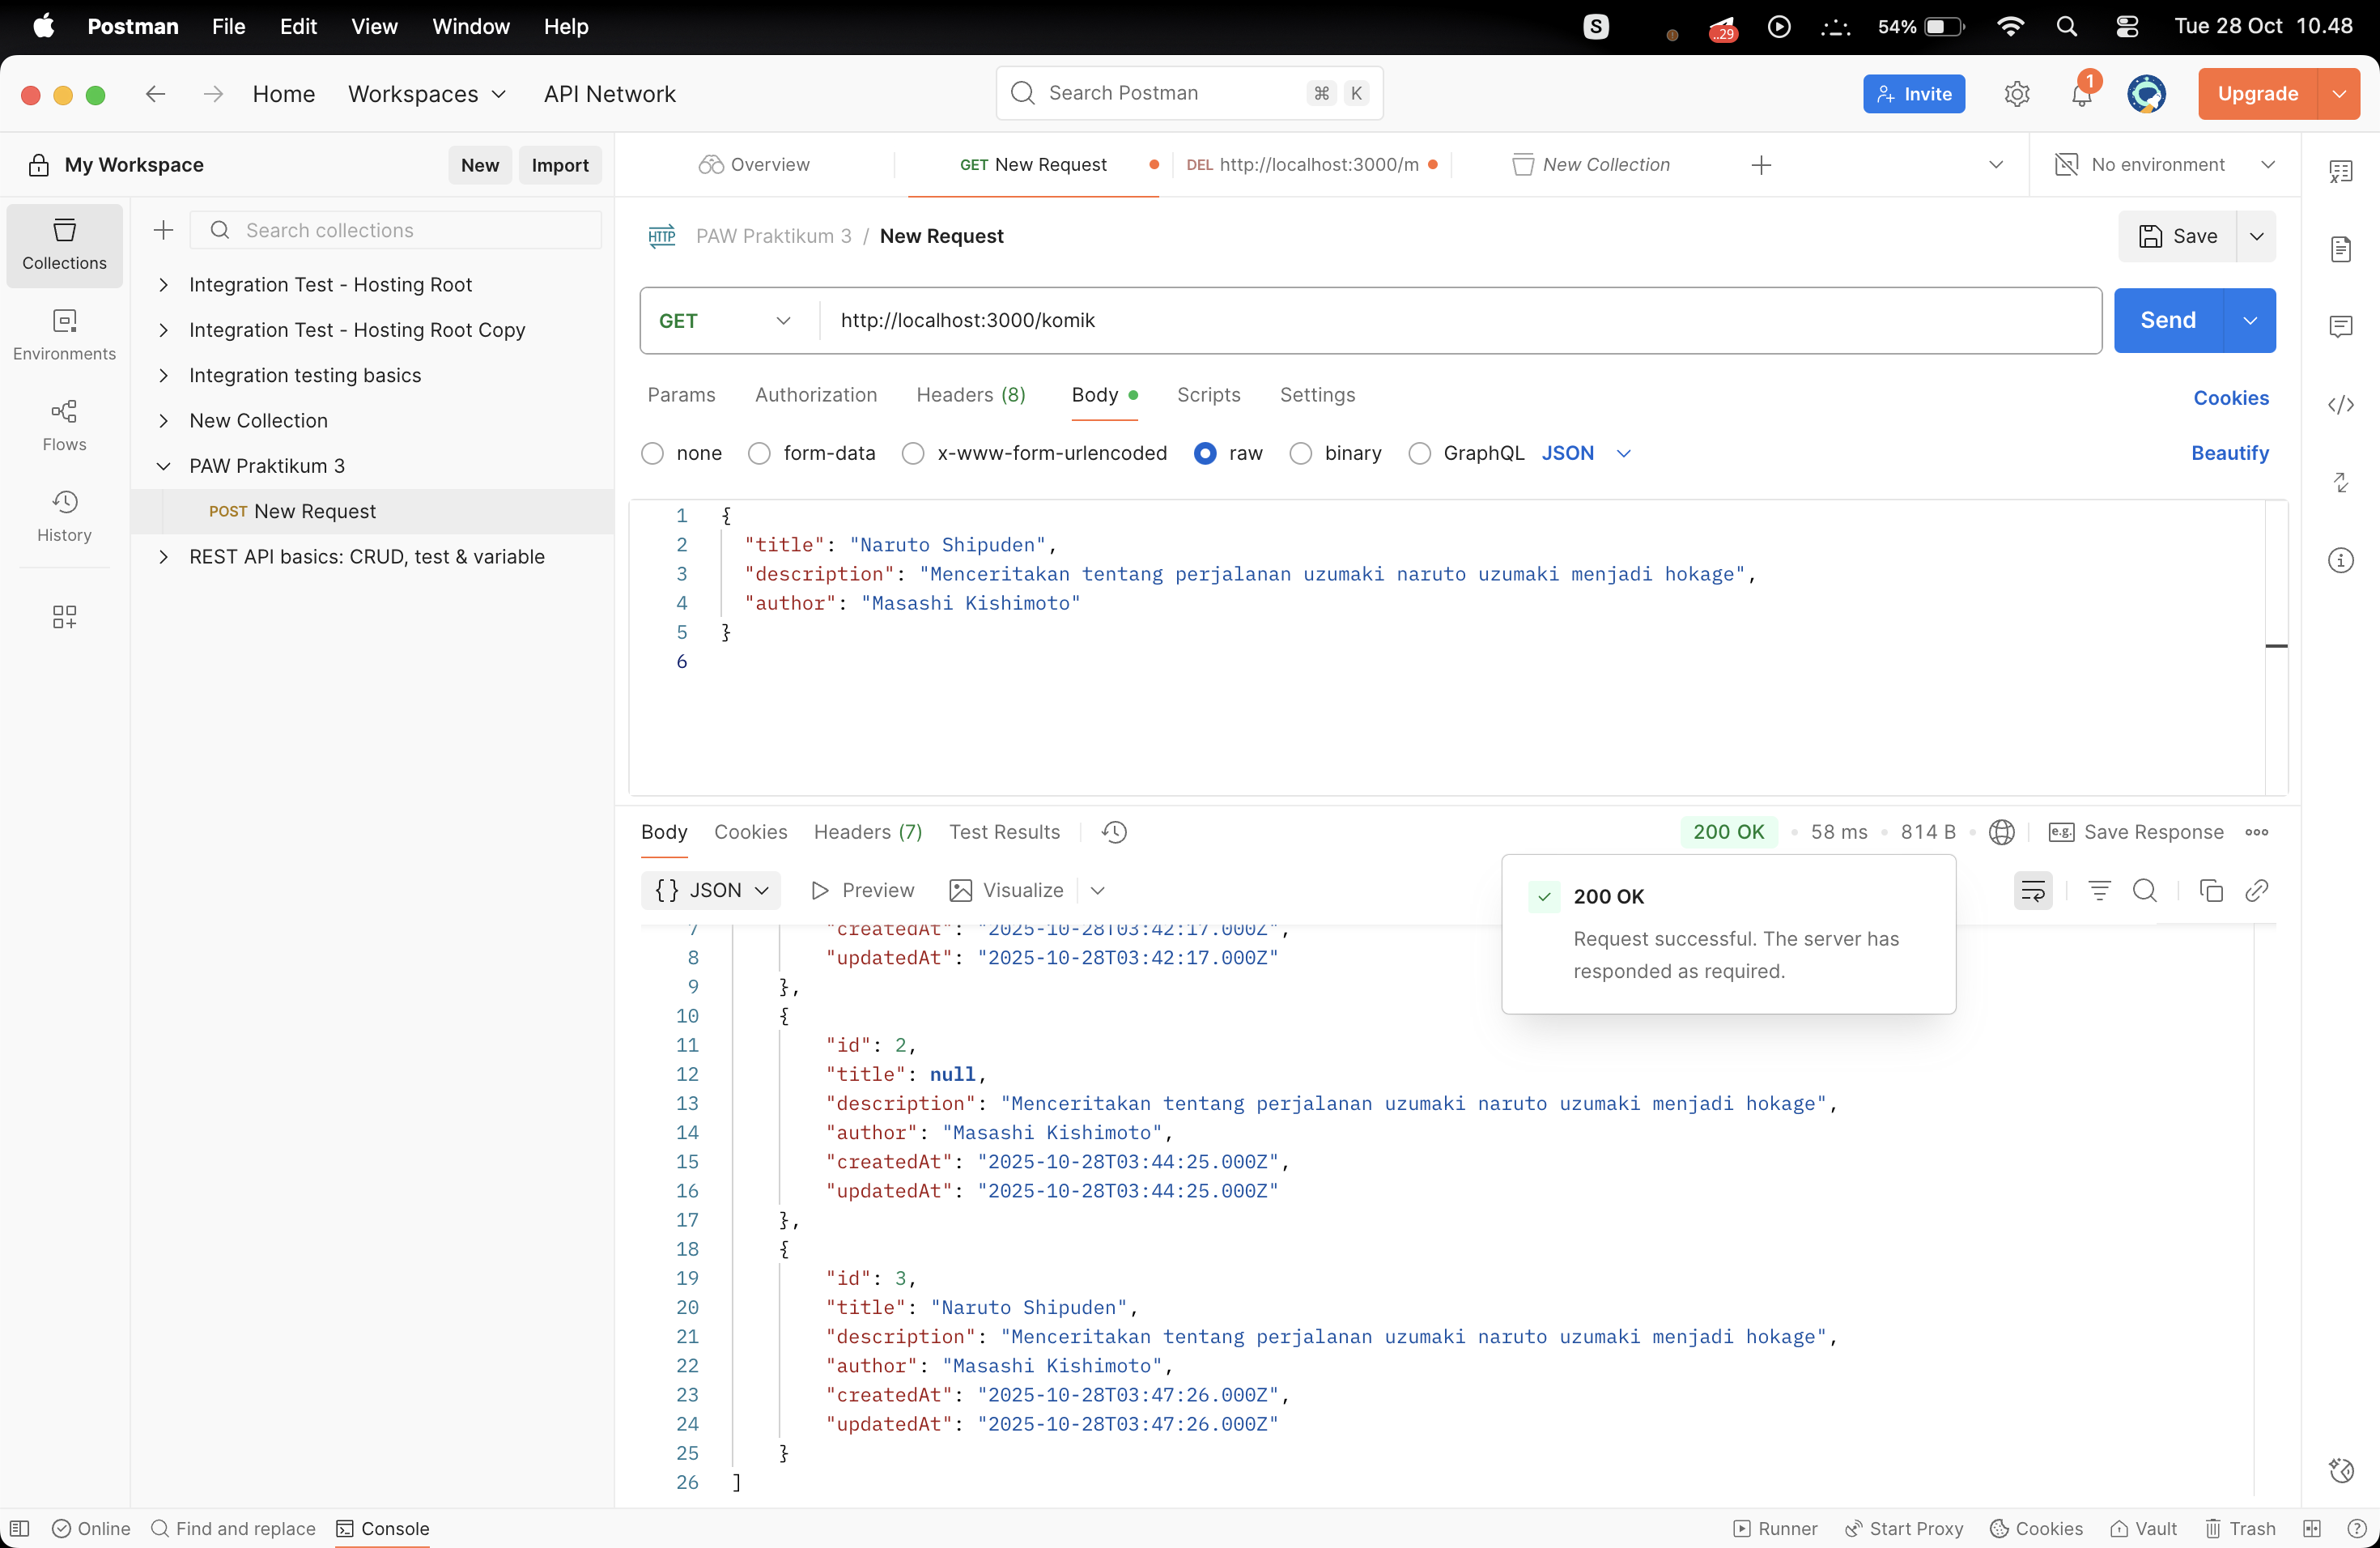 Postman File Edit View Window Help
S ..29 54% Tue 28 Oct 10.48
Home Workspaces API Network
Search Postman ⌘ K
Invite 1 Upgrade
My Workspace New Import
Overview GET New Request DEL http://localhost:3000/m New Collection No environment
Collections
Environments
Flows
History
Search collections
Integration Test - Hosting Root
Integration Test - Hosting Root Copy
Integration testing basics
New Collection
PAW Praktikum 3
POST New Request
REST API basics: CRUD, test & variable
HTTP PAW Praktikum 3 / New Request
Save
GET http://localhost:3000/komik
Send
Params Authorization Headers (8) Body Scripts Settings Cookies
none form-data x-www-form-urlencoded raw binary GraphQL JSON Beautify
1 {
2 "title": "Naruto Shipuden",
3 "description": "Menceritakan tentang perjalanan uzumaki naruto uzumaki menjadi hokage",
4 "author": "Masashi Kishimoto"
5 }
6
Body Cookies Headers (7) Test Results
200 OK 58 ms 814 B e.g. Save Response
{} JSON Preview Visualize
200 OK
Request successful. The server has
responded as required.
7 "createdAt": "2025-10-28T03:42:17.000Z",
8 "updatedAt": "2025-10-28T03:42:17.000Z"
9 },
10 {
11 "id": 2,
12 "title": null,
13 "description": "Menceritakan tentang perjalanan uzumaki naruto uzumaki menjadi hokage",
14 "author": "Masashi Kishimoto",
15 "createdAt": "2025-10-28T03:44:25.000Z",
16 "updatedAt": "2025-10-28T03:44:25.000Z"
17 },
18 {
19 "id": 3,
20 "title": "Naruto Shipuden",
21 "description": "Menceritakan tentang perjalanan uzumaki naruto uzumaki menjadi hokage",
22 "author": "Masashi Kishimoto",
23 "createdAt": "2025-10-28T03:47:26.000Z",
24 "updatedAt": "2025-10-28T03:47:26.000Z"
25 }
26 ]
Online Find and replace Console
Runner Start Proxy Cookies Vault Trash